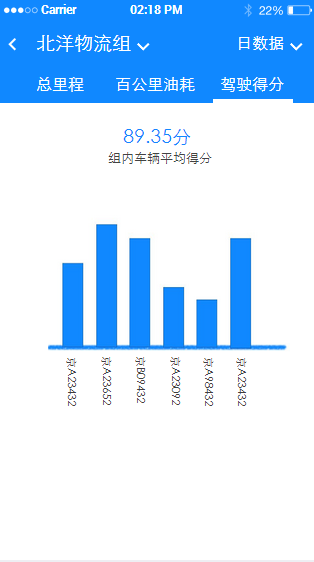 Carrier 02:18 PM 22%
北洋物流组 日数据
总里程 百公里油耗 驾驶得分
89.35分
组内车辆平均得分
京A23432
京A23652
京B09432
京A23092
京A98432
京A23432